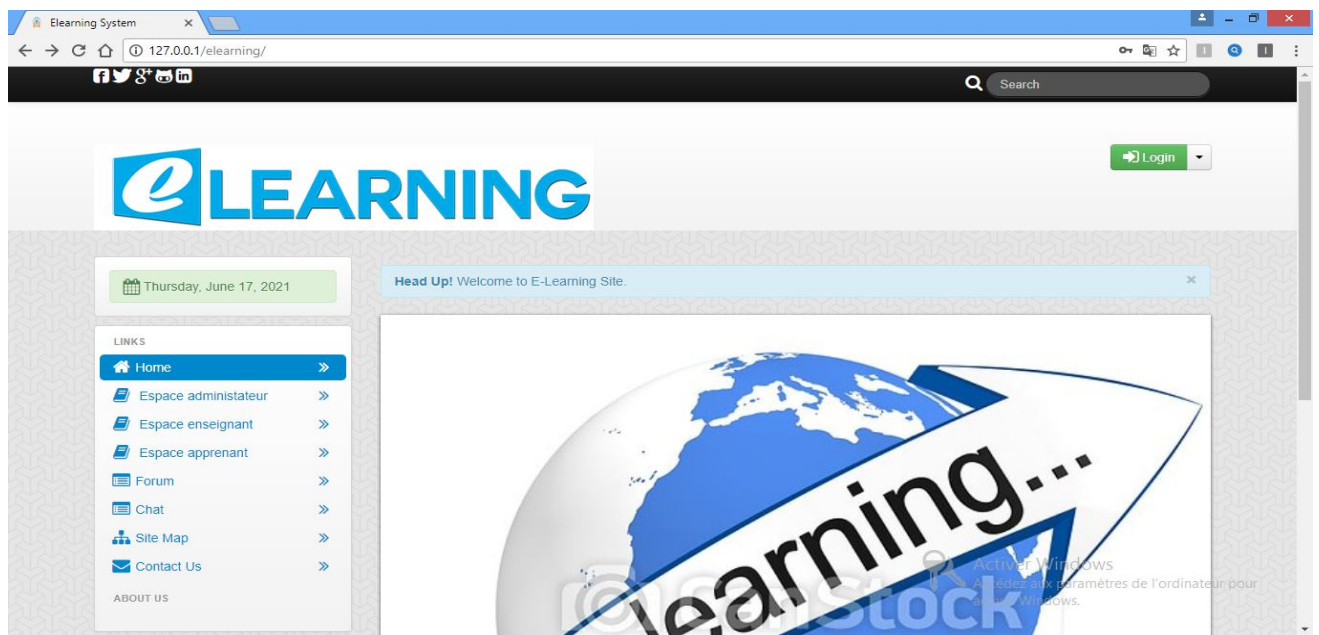 Elearning System
127.0.0.1/elearning/
Search
Login
eLEARNING
Thursday, June 17, 2021
Head Up! Welcome to E-Learning Site.
LINKS
Home
Espace administateur
Espace enseignant
Espace apprenant
Forum
Chat
Site Map
Contact Us
ABOUT US
learning...
CanStock
Activer Windows
Accédez aux paramètres de l'ordinateur pour
activer Windows.